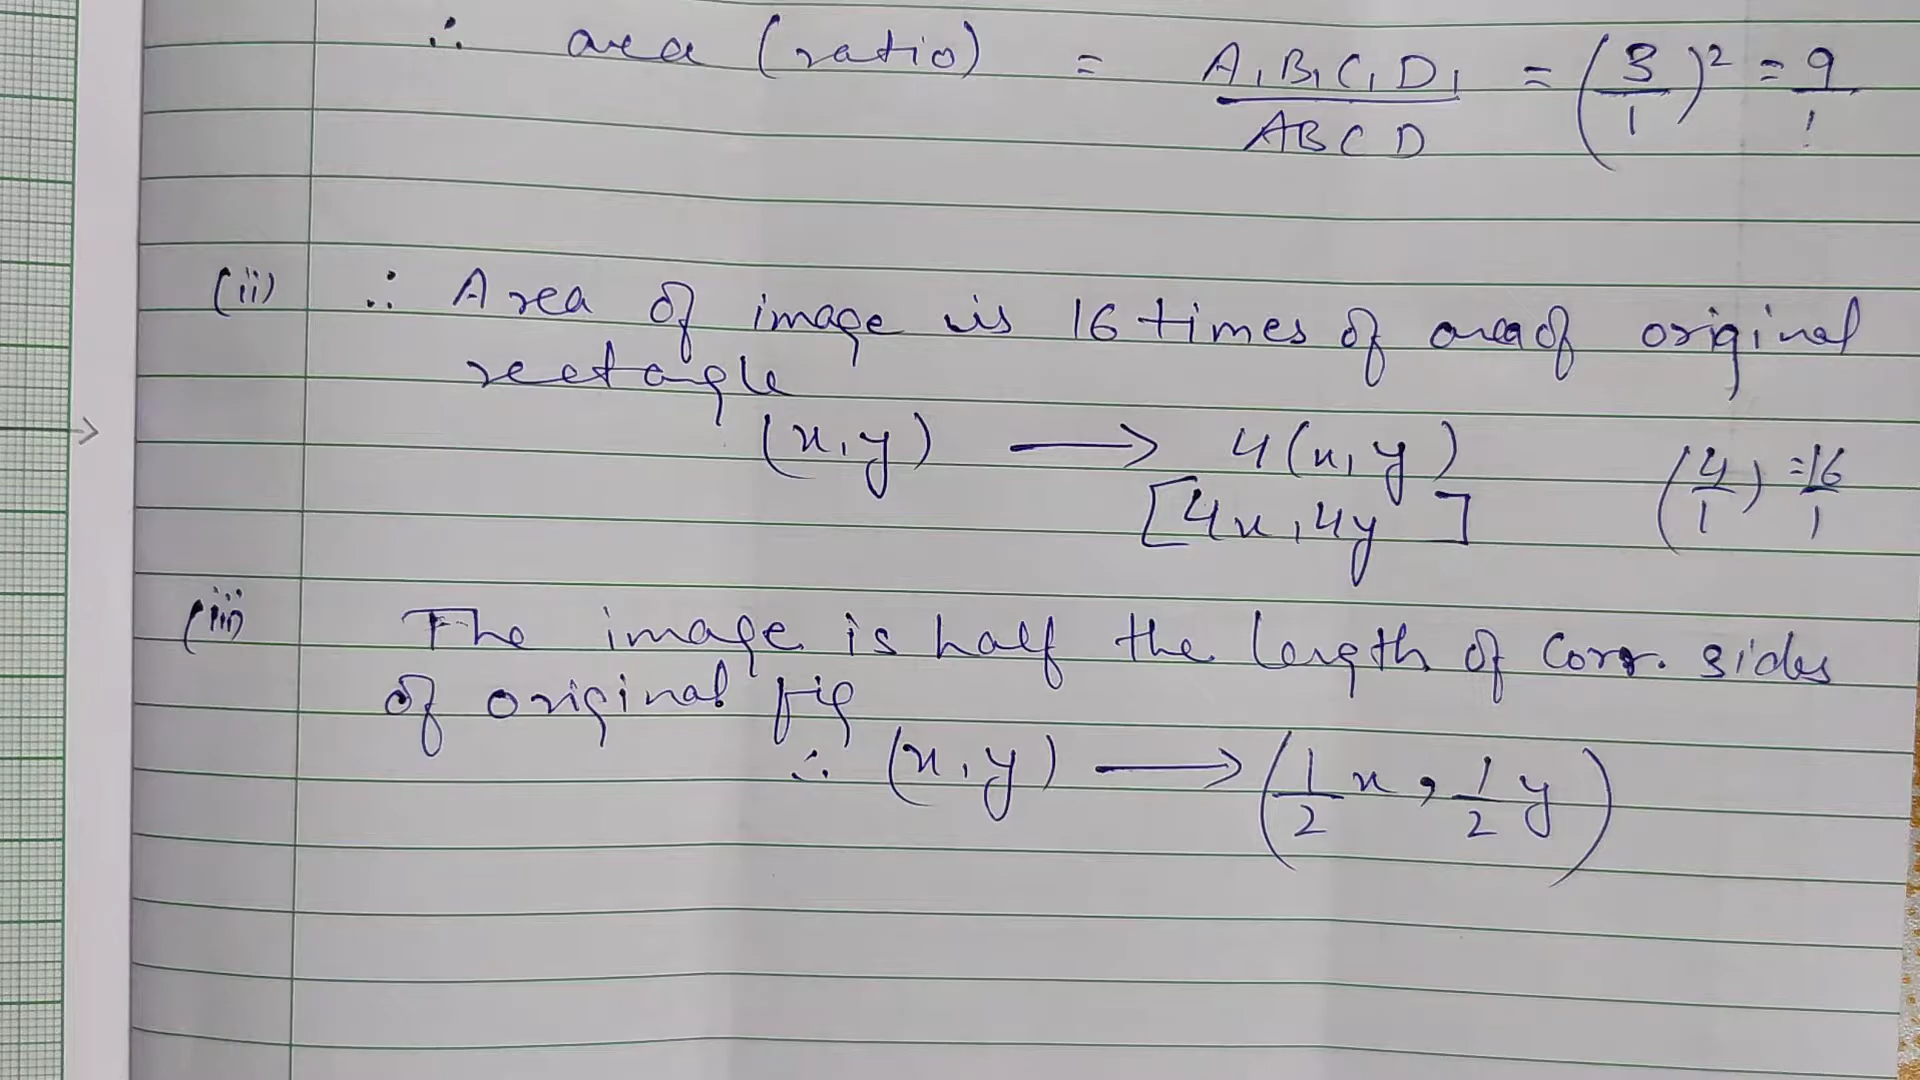 ∴ area (ratio) = A₁B₁C₁D₁ / ABCD = (3/1)² = 9/1
(ii) ∴ Area of image is 16 times of area of original
rectangle
(x, y) → 4(x, y) (4/1) = 16/1
[4x, 4y]
(iii) The image is half the length of corr. sides
of original fig
∴ (x, y) → (1/2 x, 1/2 y)